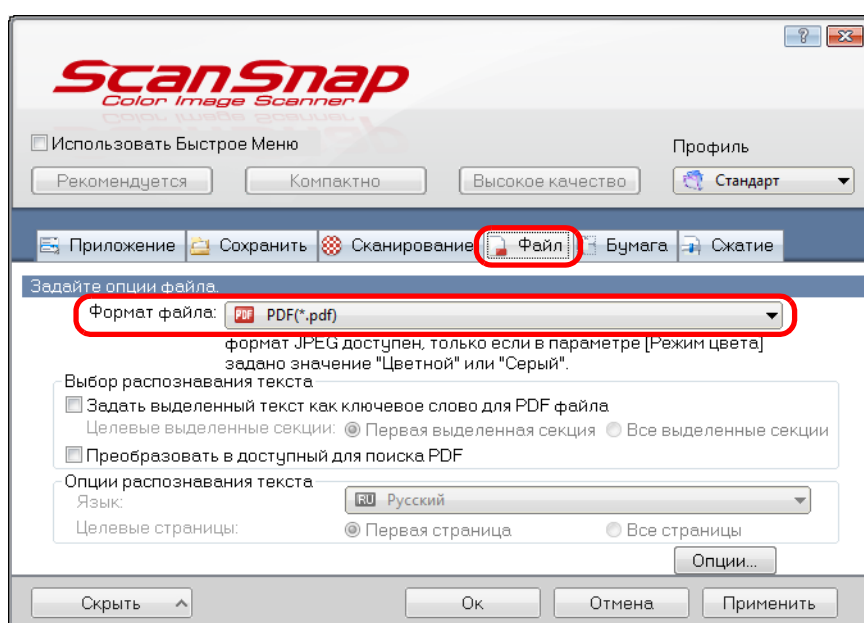 ScanSnap
Color Image Scanner
Использовать Быстрое Меню
Профиль
Рекомендуется Компактно Высокое качество Стандарт
Приложение Сохранить Сканирование Файл Бумага Сжатие
Задайте опции файла.
Формат файла: PDF PDF(*.pdf)
формат JPEG доступен, только если в параметре [Режим цвета]
задано значение "Цветной" или "Серый".
Выбор распознавания текста
Задать выделенный текст как ключевое слово для PDF файла
Целевые выделенные секции: Первая выделенная секция Все выделенные секции
Преобразовать в доступный для поиска PDF
Опции распознавания текста
Язык: RU Русский
Целевые страницы: Первая страница Все страницы
Опции...
Скрыть Ок Отмена Применить